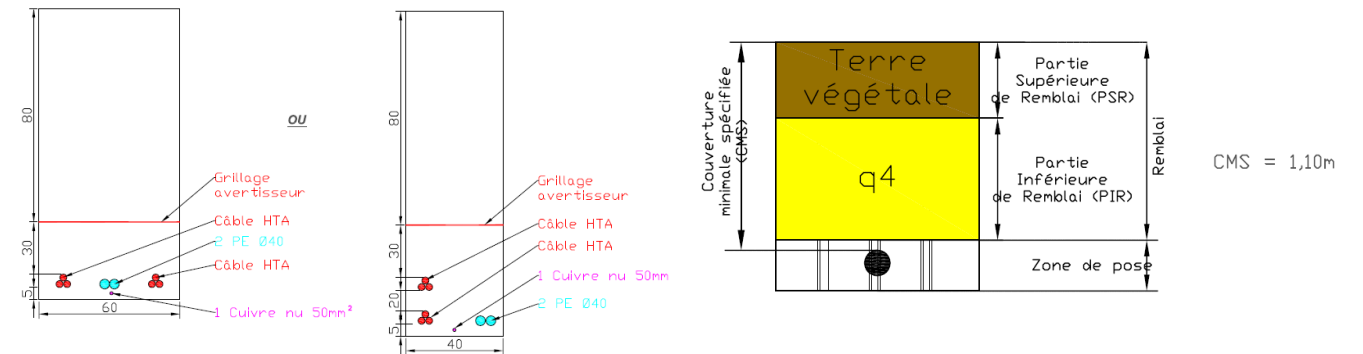 80
30
5
60
Grillage
avertisseur
Câble HTA
2 PE Ø40
Câble HTA
1 Cuivre nu 50mm²
OU
80
30
20
5
40
Grillage
avertisseur
Câble HTA
Câble HTA
1 Cuivre nu 50mm
2 PE Ø40
Couverture
minimale spécifiée
(CMS)
Terre
végétale
q4
Partie
Supérieure
de Remblai (PSR)
Partie
Inférieure
de Remblai (PIR)
Remblai
Zone de pose
CMS = 1,10m